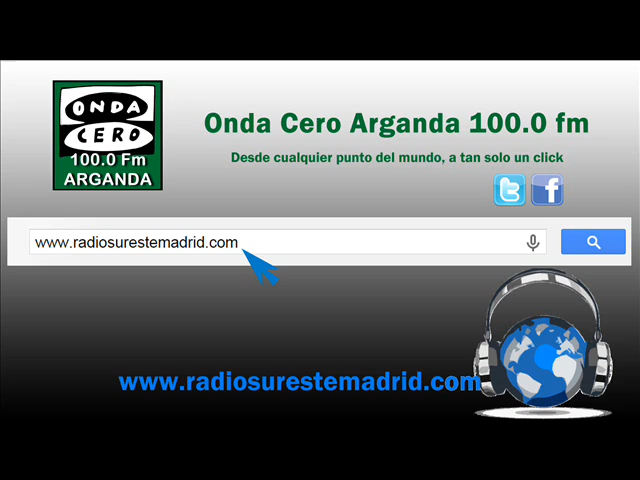 ONDA
CERO
100.0 Fm
ARGANDA
Onda Cero Arganda 100.0 fm
Desde cualquier punto del mundo, a tan solo un click
www.radiosurestemadrid.com
www.radiosurestemadrid.com